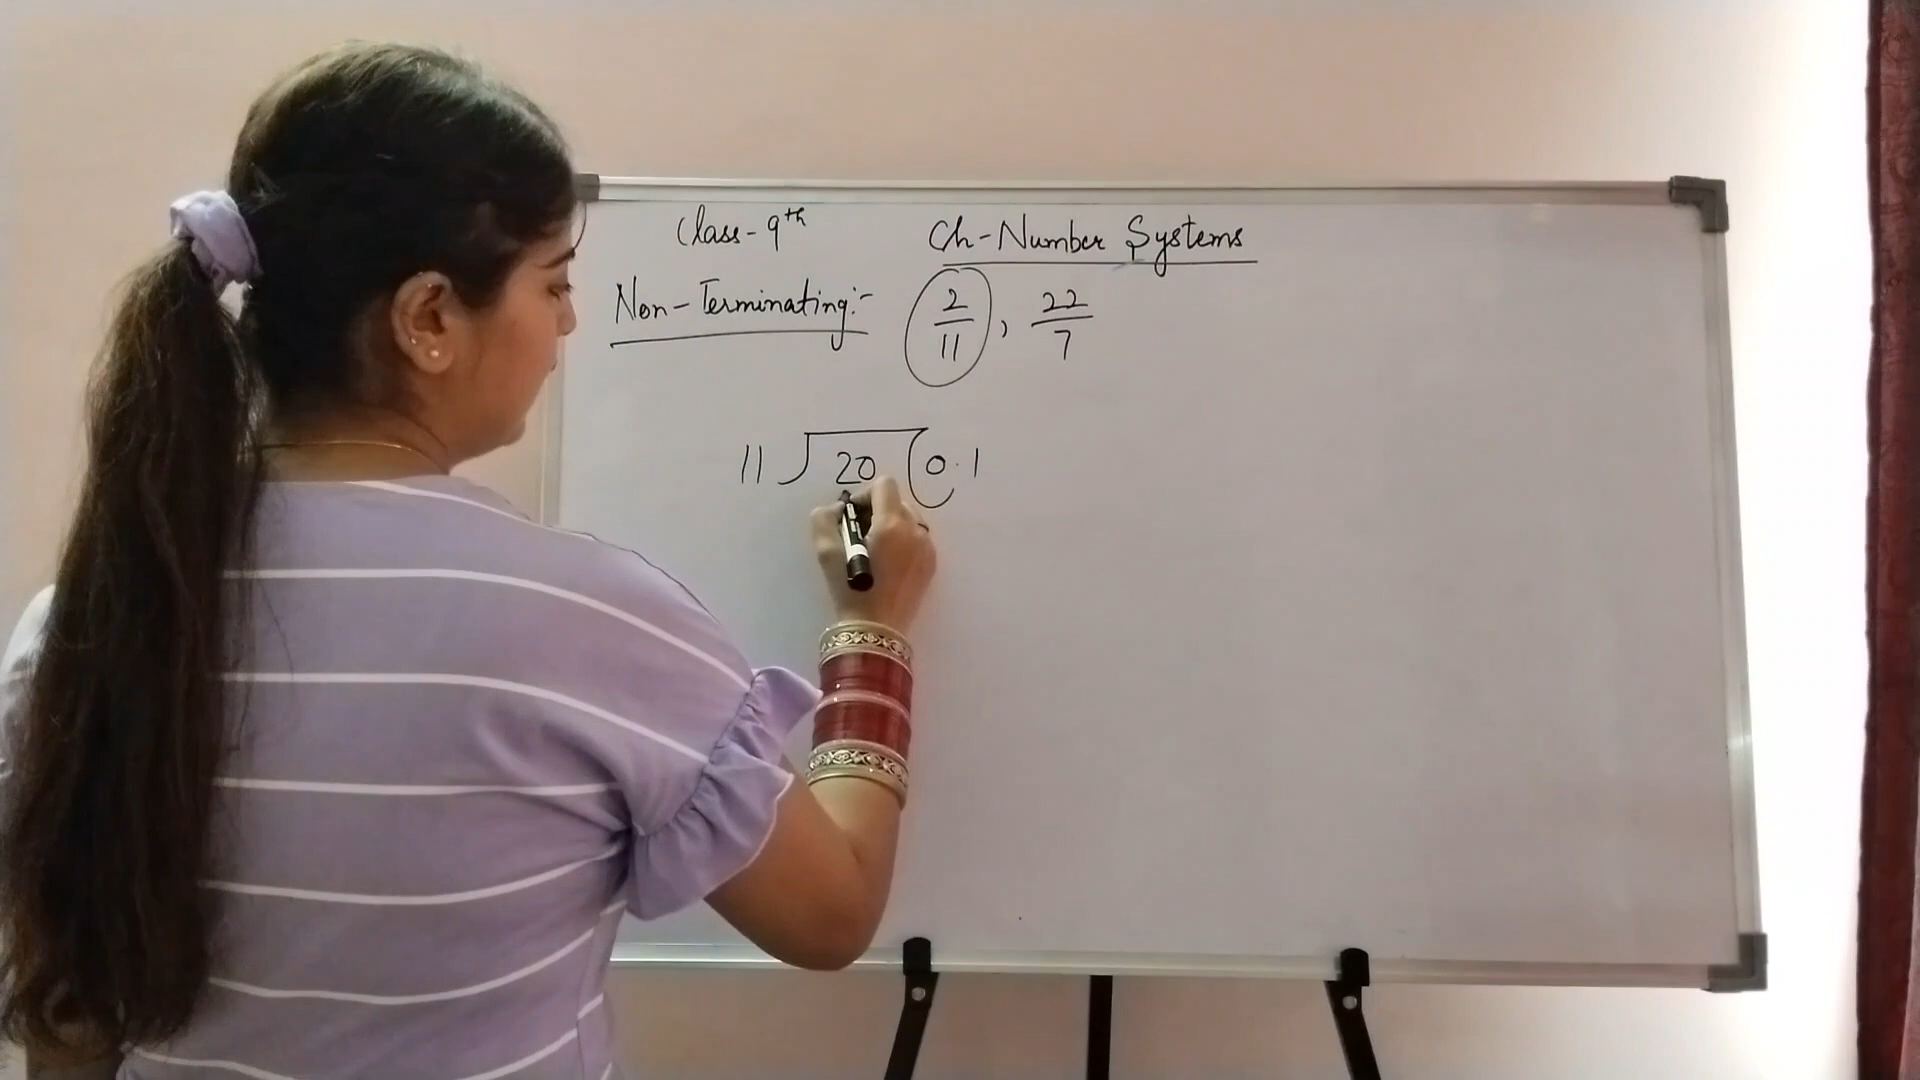 Class-9th Ch-Number Systems
Non-Terminating:- 2/11, 22/7
11) 20 (0.1